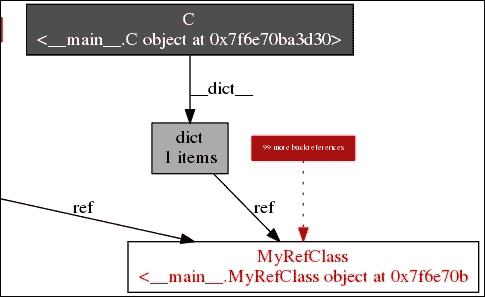 C
<__main__.C object at 0x7f6e70ba3d30>
__dict__
dict
1 items
99 more backreferences
ref
ref
MyRefClass
<__main__.MyRefClass object at 0x7f6e70b